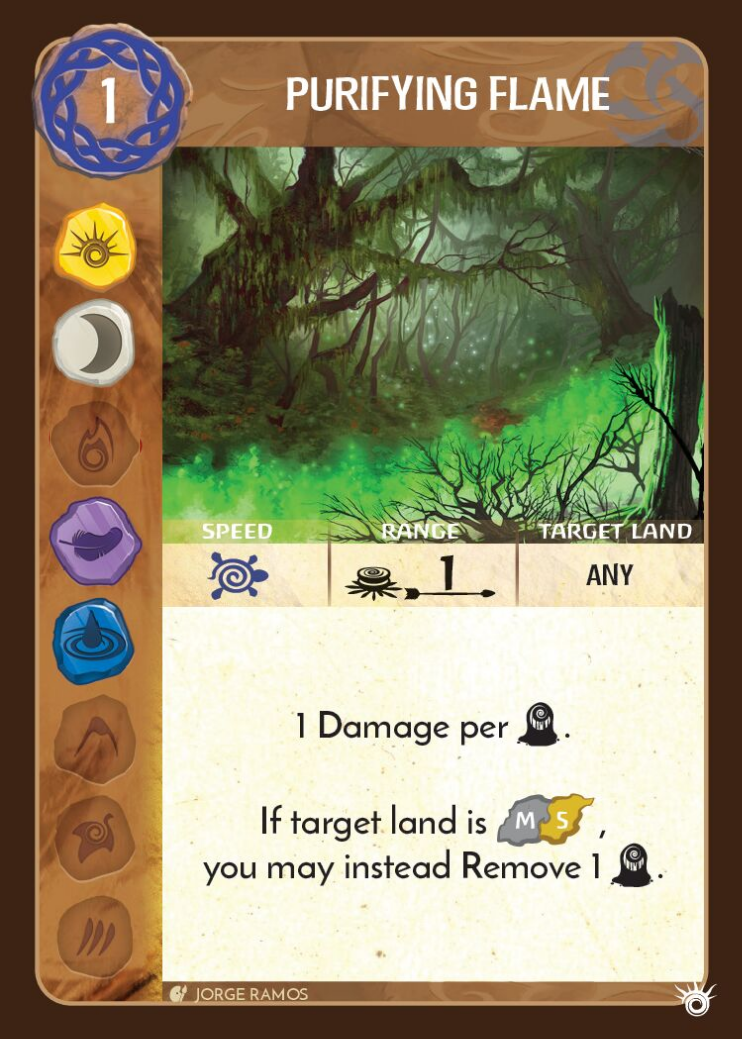 1
PURIFYING FLAME
SPEED RANGE TARGET LAND
1 ANY
1 Damage per .
If target land is M S ,
you may instead Remove 1 .
JORGE RAMOS